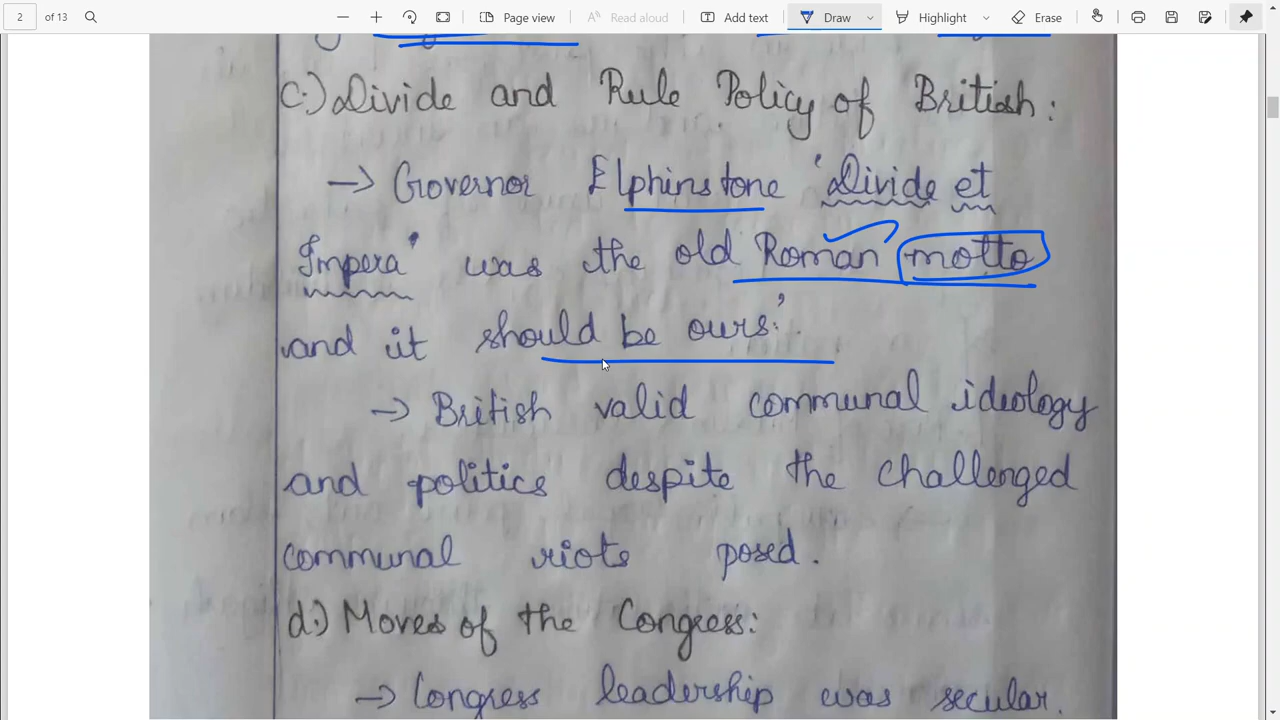 2 of 13 Page view Read aloud Add text Draw Highlight Erase
c.) Divide and Rule Policy of British:
→ Governor Elphinstone 'Divide et
Impera' was the old Roman motto
and it should be ours.'
→ British valid communal ideology
and politics despite the challenged
communal riots posed.
d.) Moves of the Congress:
→ Congress leadership was secular.